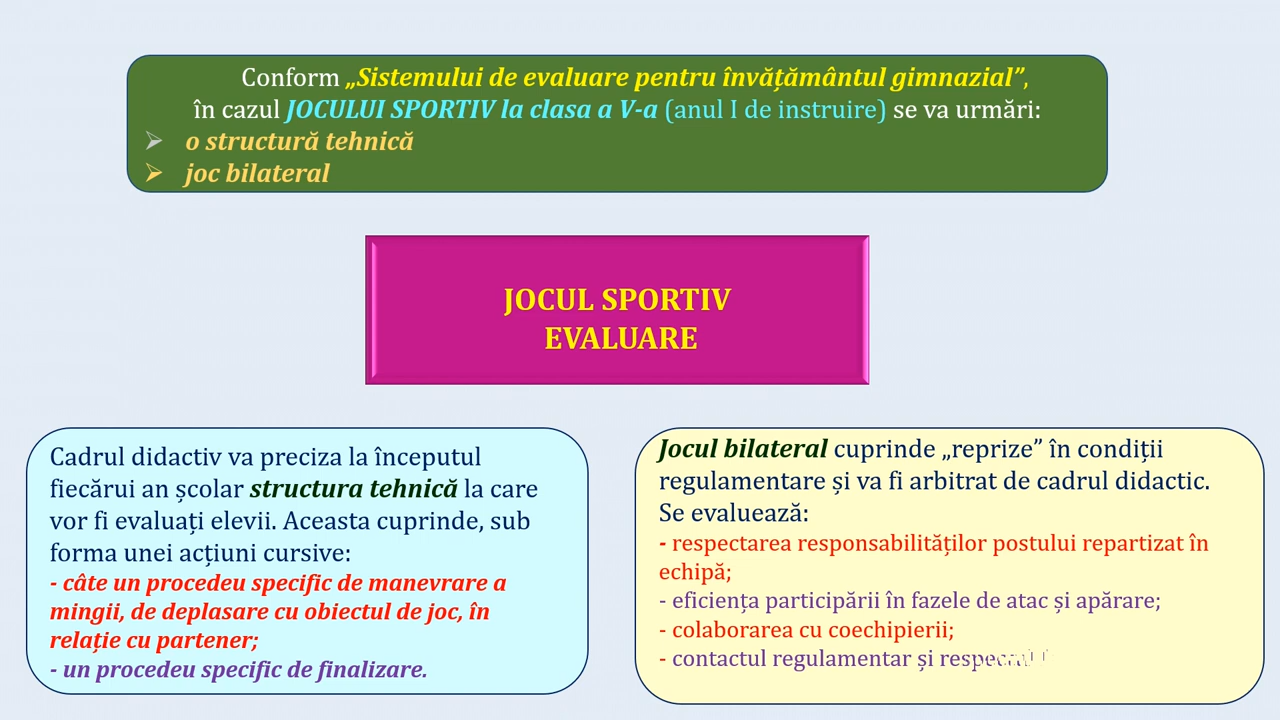 Conform „Sistemului de evaluare pentru învățământul gimnazial”,
în cazul JOCULUI SPORTIV la clasa a V-a (anul I de instruire) se va urmări:
o structură tehnică
joc bilateral
JOCUL SPORTIV
EVALUARE
Cadrul didactiv va preciza la începutul
fiecărui an școlar structura tehnică la care
vor fi evaluați elevii. Aceasta cuprinde, sub
forma unei acțiuni cursive:
- câte un procedeu specific de manevrare a
mingii, de deplasare cu obiectul de joc, în
relație cu partener;
- un procedeu specific de finalizare.
Jocul bilateral cuprinde „reprize” în condiții
regulamentare și va fi arbitrat de cadrul didactic.
Se evaluează:
- respectarea responsabilităților postului repartizat în
echipă;
- eficiența participării în fazele de atac și apărare;
- colaborarea cu coechipierii;
- contactul regulamentar și